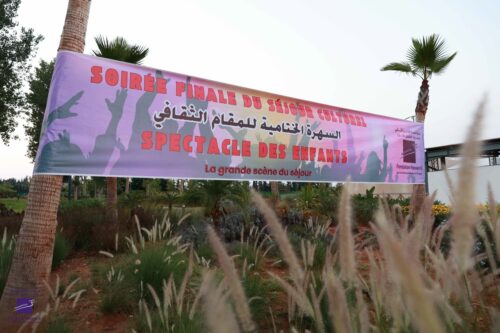 SOIRÉE FINALE DU SÉJOUR CULTUREL
السهرة الختامية للمقام الثقافي
SPECTACLE DES ENFANTS
La grande scène du séjour